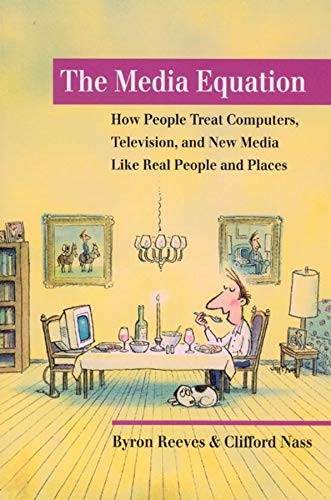 The Media Equation
How People Treat Computers,
Television, and New Media
Like Real People and Places
Byron Reeves & Clifford Nass